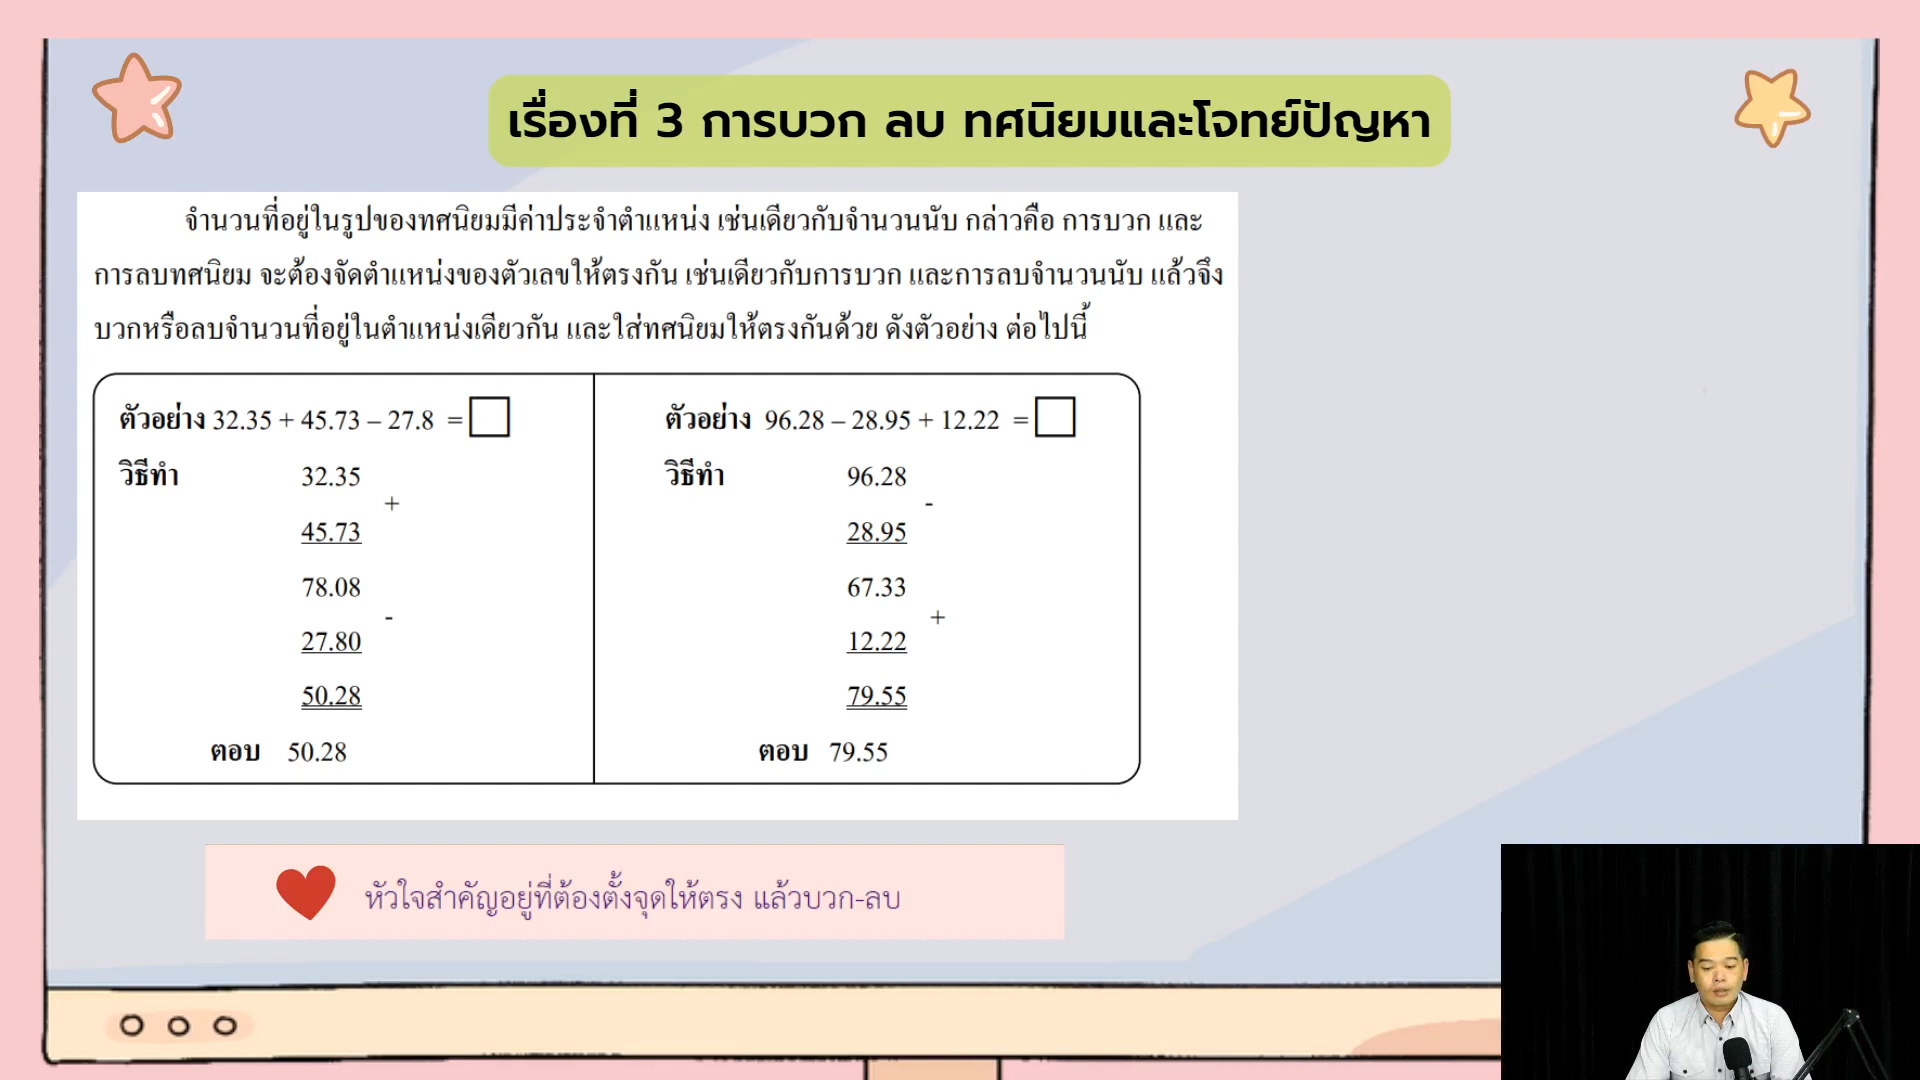 เรื่องที่ 3 การบวก ลบ ทศนิยมและโจทย์ปัญหา
จำนวนที่อยู่ในรูปของทศนิยมมีค่าประจำตำแหน่ง เช่นเดียวกับจำนวนนับ กล่าวคือ การบวก และ
การลบทศนิยม จะต้องจัดตำแหน่งของตัวเลขให้ตรงกัน เช่นเดียวกับการบวก และการลบจำนวนนับ แล้วจึง
บวกหรือลบจำนวนที่อยู่ในตำแหน่งเดียวกัน และใส่ทศนิยมให้ตรงกันด้วย ดังตัวอย่าง ต่อไปนี้
ตัวอย่าง 32.35 + 45.73 – 27.8 =
วิธีทำ 32.35
+
45.73
78.08
-
27.80
50.28
ตอบ 50.28
ตัวอย่าง 96.28 – 28.95 + 12.22 =
วิธีทำ 96.28
-
28.95
67.33
+
12.22
79.55
ตอบ 79.55
หัวใจสำคัญอยู่ที่ต้องตั้งจุดให้ตรง แล้วบวก-ลบ